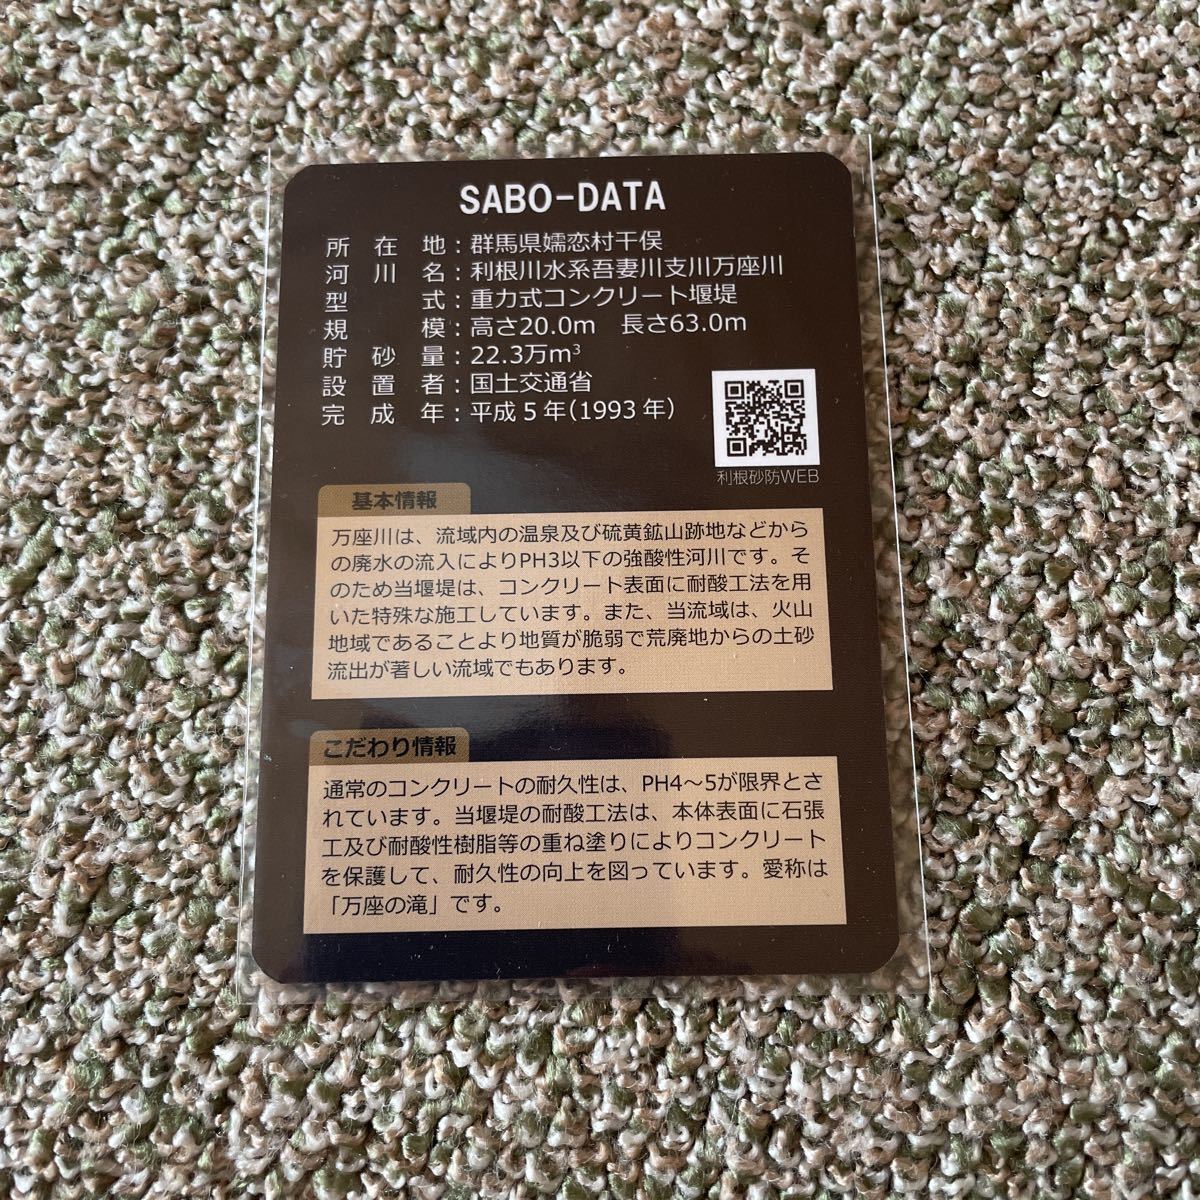 SABO-DATA
所在地：群馬県嬬恋村干俣
河川名：利根川水系吾妻川支川万座川
型式：重力式コンクリート堰堤
規模：高さ20.0m　長さ63.0m
貯砂量：22.3万m³
設置者：国土交通省
完成年：平成５年(1993年)
利根砂防WEB
基本情報
万座川は、流域内の温泉及び硫黄鉱山跡地などから
の廃水の流入によりPH3以下の強酸性河川です。そ
のため当堰堤は、コンクリート表面に耐酸工法を用
いた特殊な施工しています。また、当流域は、火山
地域であることより地質が脆弱で荒廃地からの土砂
流出が著しい流域でもあります。
こだわり情報
通常のコンクリートの耐久性は、PH4～5が限界とさ
れています。当堰堤の耐酸工法は、本体表面に石張
工及び耐酸性樹脂等の重ね塗りによりコンクリート
を保護して、耐久性の向上を図っています。愛称は
「万座の滝」です。